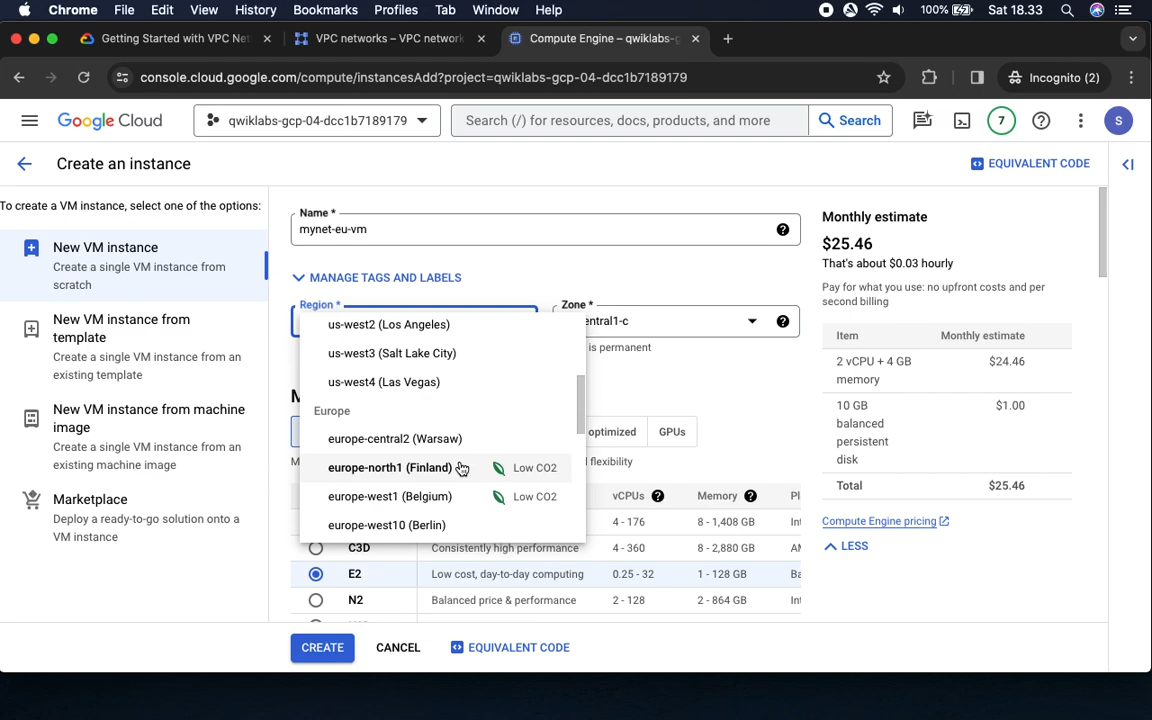 Chrome File Edit View History Bookmarks Profiles Tab Window Help 100% Sat 18.33
Getting Started with VPC Net
VPC networks – VPC network
Compute Engine – qwiklabs-g
console.cloud.google.com/compute/instancesAdd?project=qwiklabs-gcp-04-dcc1b7189179
Incognito (2)
Google Cloud
qwiklabs-gcp-04-dcc1b7189179
Search (/) for resources, docs, products, and more
Search
7
S
Create an instance
EQUIVALENT CODE
To create a VM instance, select one of the options:
New VM instance
Create a single VM instance from
scratch
New VM instance from
template
Create a single VM instance from an
existing template
New VM instance from machine
image
Create a single VM instance from an
existing machine image
Marketplace
Deploy a ready-to-go solution onto a
VM instance
Name *
mynet-eu-vm
MANAGE TAGS AND LABELS
Region *
Zone *
entral1-c
is permanent
us-west2 (Los Angeles)
us-west3 (Salt Lake City)
us-west4 (Las Vegas)
Europe
europe-central2 (Warsaw)
europe-north1 (Finland) Low CO2
europe-west1 (Belgium) Low CO2
europe-west10 (Berlin)
M
optimized
GPUs
M
l flexibility
vCPUs Memory Pl
4 - 176 8 - 1,408 GB Int
C3D Consistently high performance 4 - 360 8 - 2,880 GB AM
E2 Low cost, day-to-day computing 0.25 - 32 1 - 128 GB Ba
N2 Balanced price & performance 2 - 128 2 - 864 GB Int
CREATE
CANCEL
EQUIVALENT CODE
Monthly estimate
$25.46
That's about $0.03 hourly
Pay for what you use: no upfront costs and per
second billing
Item Monthly estimate
2 vCPU + 4 GB
memory
$24.46
10 GB
balanced
persistent
disk
$1.00
Total $25.46
Compute Engine pricing
LESS